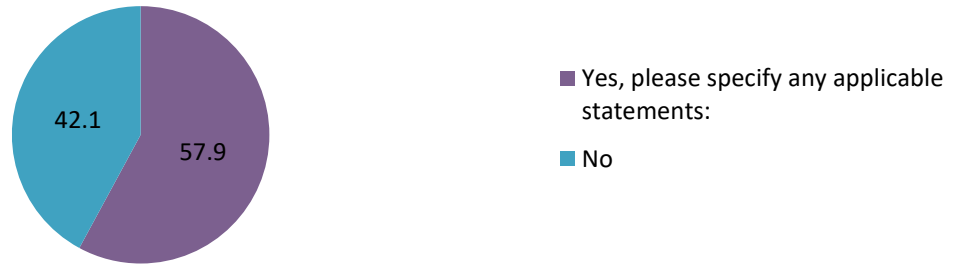 42.1
57.9
Yes, please specify any applicable
statements:
No